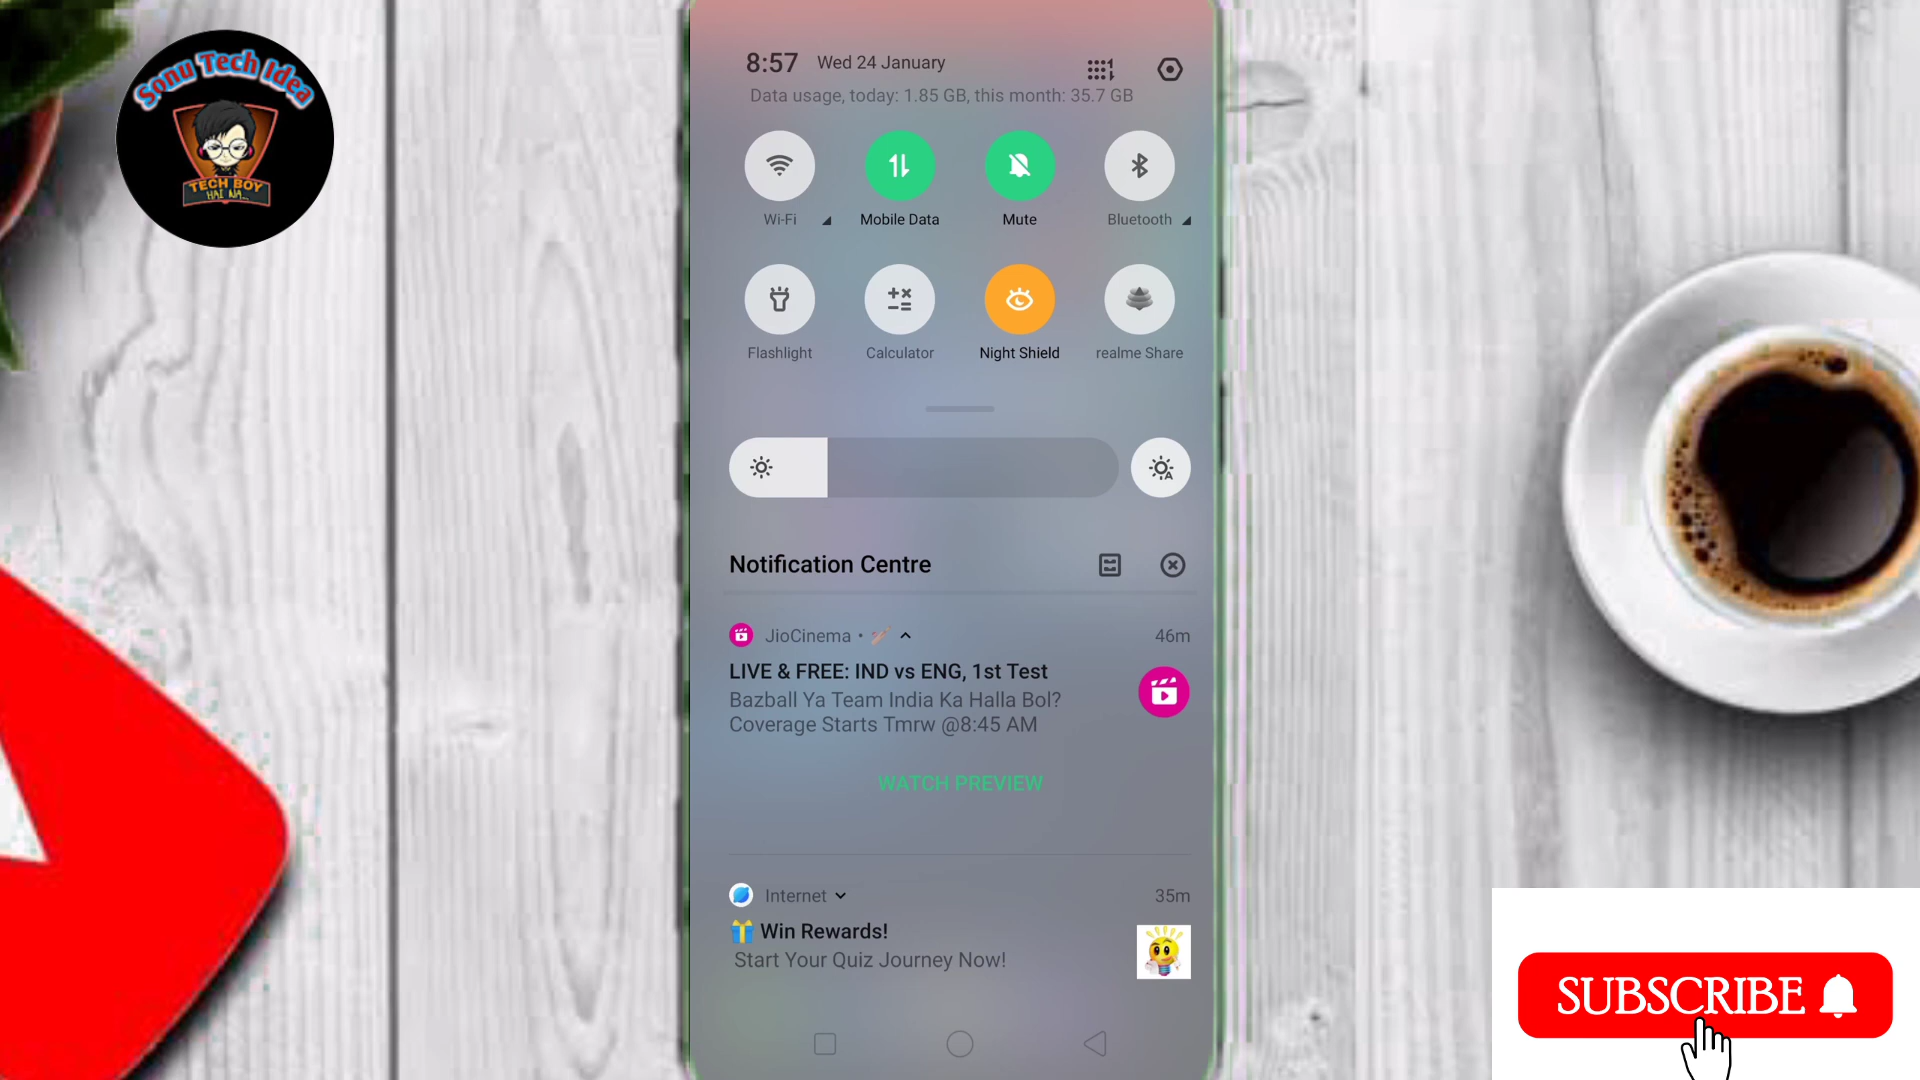 Sonu Tech Idea
TECH BOY
HAI NA...
8:57 Wed 24 January
Data usage, today: 1.85 GB, this month: 35.7 GB
Wi-Fi Mobile Data Mute Bluetooth
Flashlight Calculator Night Shield realme Share
Notification Centre
JioCinema • 46m
LIVE & FREE: IND vs ENG, 1st Test
Bazball Ya Team India Ka Halla Bol?
Coverage Starts Tmrw @8:45 AM
WATCH PREVIEW
Internet 35m
Win Rewards!
Start Your Quiz Journey Now!
SUBSCRIBE